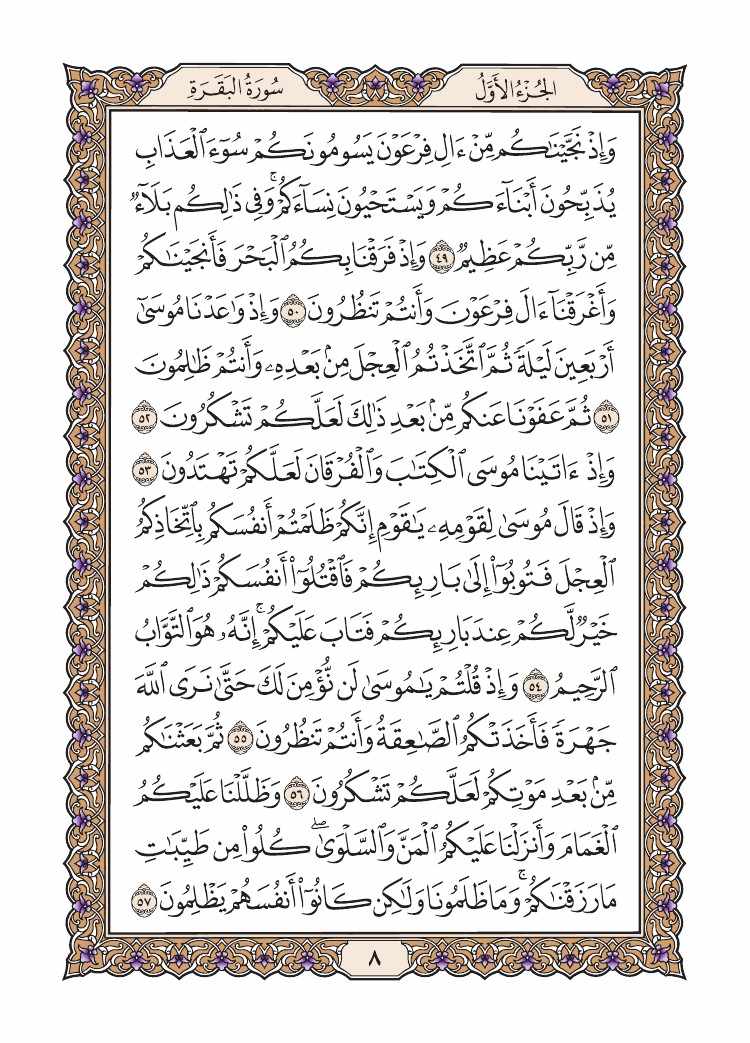 الجُزْءُ الأَوَّلُ
سُورَةُ البَقَرَةِ
وَإِذْ نَجَّيْنَٰكُم مِّنْ ءَالِ فِرْعَوْنَ يَسُومُونَكُمْ سُوٓءَ ٱلْعَذَابِ
يُذَبِّحُونَ أَبْنَآءَكُمْ وَيَسْتَحْيُونَ نِسَآءَكُمْ ۚ وَفِى ذَٰلِكُم بَلَآءٌ
مِّن رَّبِّكُمْ عَظِيمٌ ٤٩ وَإِذْ فَرَقْنَا بِكُمُ ٱلْبَحْرَ فَأَنجَيْنَٰكُمْ
وَأَغْرَقْنَآ ءَالَ فِرْعَوْنَ وَأَنتُمْ تَنظُرُونَ ٥٠ وَإِذْ وَٰعَدْنَا مُوسَىٰٓ
أَرْبَعِينَ لَيْلَةً ثُمَّ ٱتَّخَذْتُمُ ٱلْعِجْلَ مِنۢ بَعْدِهِۦ وَأَنتُمْ ظَٰلِمُونَ
٥١ ثُمَّ عَفَوْنَا عَنكُم مِّنۢ بَعْدِ ذَٰلِكَ لَعَلَّكُمْ تَشْكُرُونَ ٥٢
وَإِذْ ءَاتَيْنَا مُوسَى ٱلْكِتَٰبَ وَٱلْفُرْقَانَ لَعَلَّكُمْ تَهْتَدُونَ ٥٣
وَإِذْ قَالَ مُوسَىٰ لِقَوْمِهِۦ يَٰقَوْمِ إِنَّكُمْ ظَلَمْتُمْ أَنفُسَكُم بِٱتِّخَاذِكُمُ
ٱلْعِجْلَ فَتُوبُوٓا۟ إِلَىٰ بَارِئِكُمْ فَٱقْتُلُوٓا۟ أَنفُسَكُمْ ذَٰلِكُمْ
خَيْرٌ لَّكُمْ عِندَ بَارِئِكُمْ فَتَابَ عَلَيْكُمْ ۚ إِنَّهُۥ هُوَ ٱلتَّوَّابُ
ٱلرَّحِيمُ ٥٤ وَإِذْ قُلْتُمْ يَٰمُوسَىٰ لَن نُّؤْمِنَ لَكَ حَتَّىٰ نَرَى ٱللَّهَ
جَهْرَةً فَأَخَذَتْكُمُ ٱلصَّٰعِقَةُ وَأَنتُمْ تَنظُرُونَ ٥٥ ثُمَّ بَعَثْنَٰكُم
مِّنۢ بَعْدِ مَوْتِكُمْ لَعَلَّكُمْ تَشْكُرُونَ ٥٦ وَظَلَّلْنَا عَلَيْكُمُ
ٱلْغَمَامَ وَأَنزَلْنَا عَلَيْكُمُ ٱلْمَنَّ وَٱلسَّلْوَىٰ ۖ كُلُوا۟ مِن طَيِّبَٰتِ
مَا رَزَقْنَٰكُمْ ۚ وَمَا ظَلَمُونَا وَلَٰكِن كَانُوٓا۟ أَنفُسَهُمْ يَظْلِمُونَ ٥٧
٨